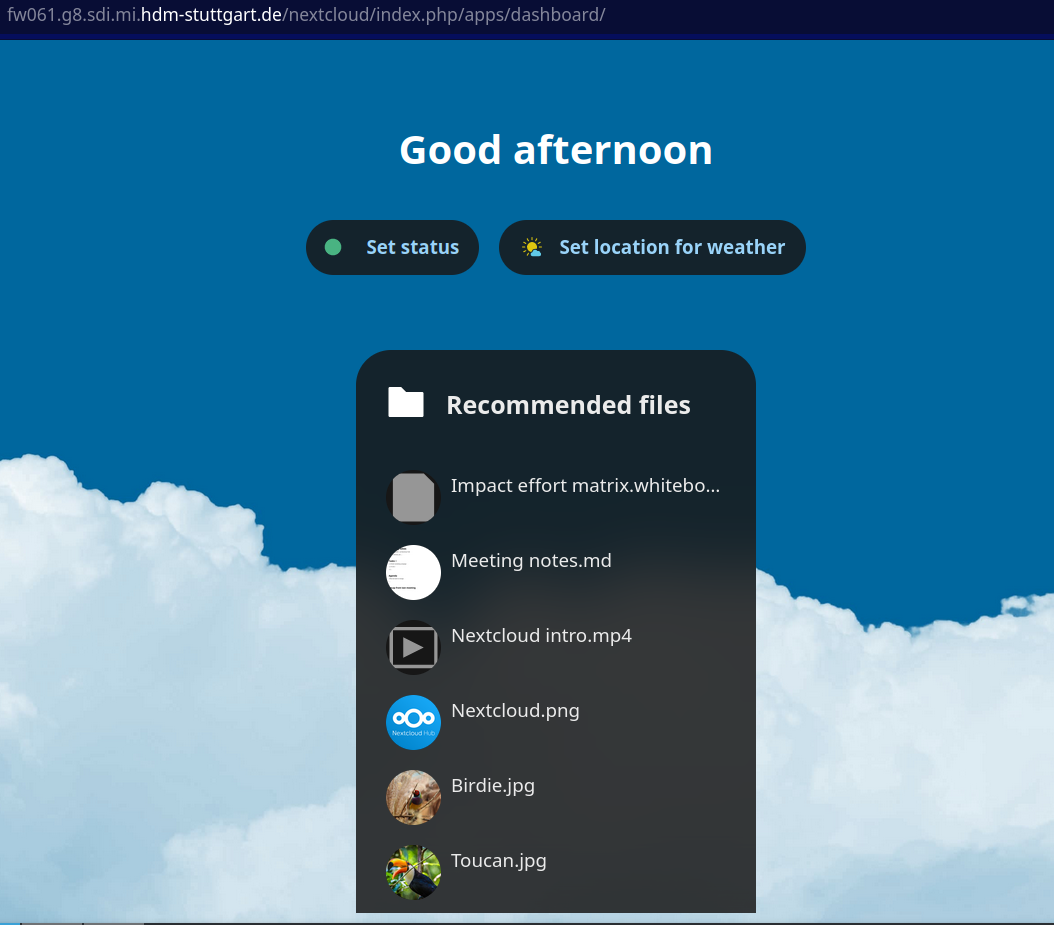 fw061.g8.sdi.mi.hdm-stuttgart.de/nextcloud/index.php/apps/dashboard/
Good afternoon
Set status
Set location for weather
Recommended files
Impact effort matrix.whitebo...
Meeting notes.md
Nextcloud intro.mp4
Nextcloud.png
Nextcloud Hub
Birdie.jpg
Toucan.jpg